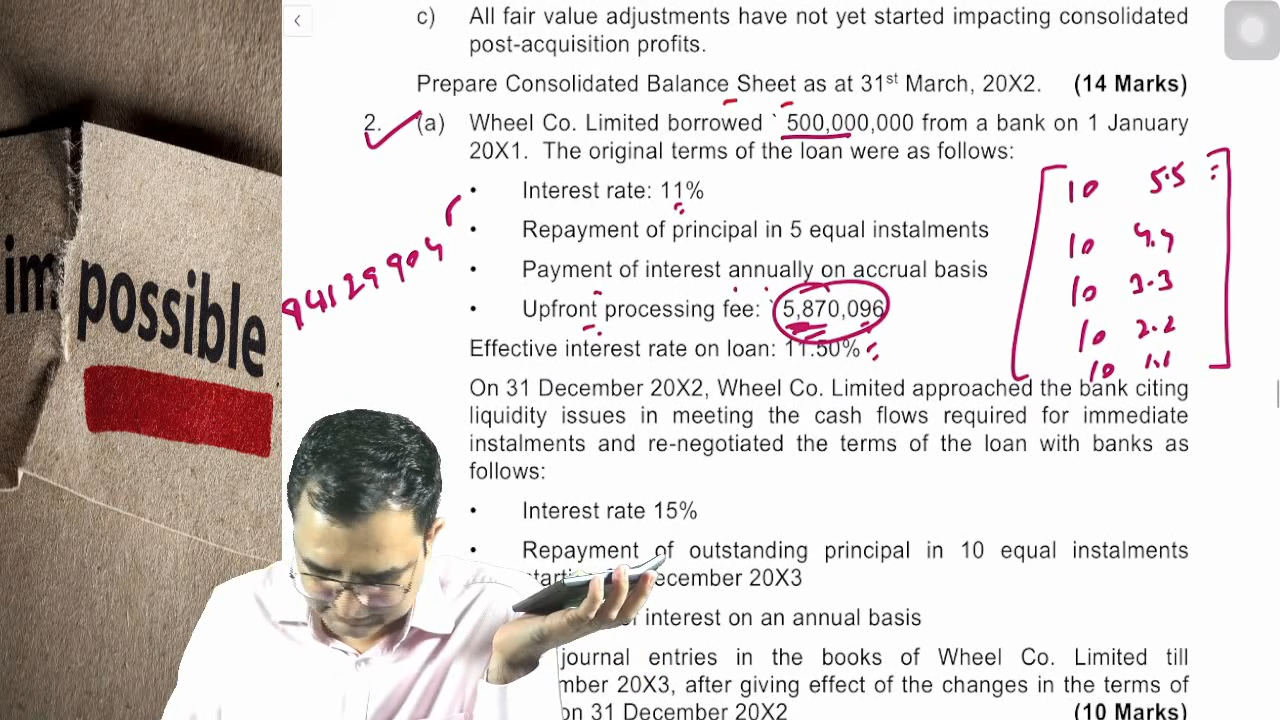 c) All fair value adjustments have not yet started impacting consolidated
post-acquisition profits.
Prepare Consolidated Balance Sheet as at 31st March, 20X2. (14 Marks)
2. (a) Wheel Co. Limited borrowed ` 500,000,000 from a bank on 1 January
20X1. The original terms of the loan were as follows:
• Interest rate: 11%
• Repayment of principal in 5 equal instalments
• Payment of interest annually on accrual basis
• Upfront processing fee: ` 5,870,096
Effective interest rate on loan: 11.50%
On 31 December 20X2, Wheel Co. Limited approached the bank citing
liquidity issues in meeting the cash flows required for immediate
instalments and re-negotiated the terms of the loan with banks as
follows:
• Interest rate 15%
• Repayment of outstanding principal in 10 equal instalments
ecember 20X3
interest on an annual basis
journal entries in the books of Wheel Co. Limited till
mber 20X3, after giving effect of the changes in the terms of
on 31 December 20X2 (10 Marks)
10 5.5
10 4.4
10 3.3
10 2.2
10 1.1
94129904
impossible